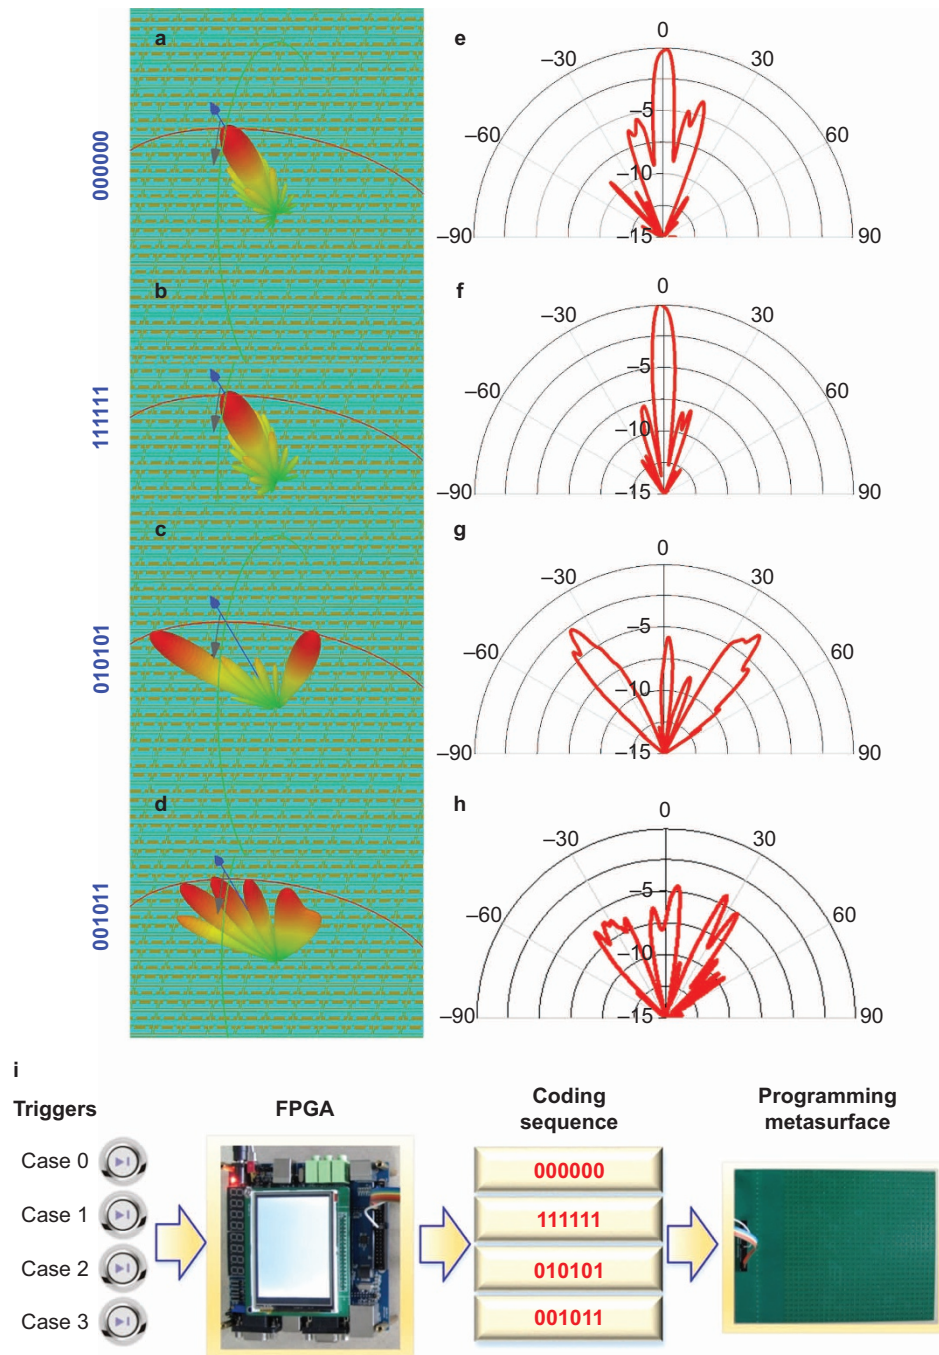 a
000000
b
111111
c
010101
d
001011
e
0
–30
30
–60
60
–5
–10
–90
–15
90
f
0
–30
30
–60
60
–5
–10
–90
–15
90
g
0
–30
30
–60
60
–5
–10
–90
–15
90
h
0
–30
30
–60
60
–5
–10
–90
–15
90
i
Triggers
Case 0
Case 1
Case 2
Case 3
FPGA
Coding
sequence
000000
111111
010101
001011
Programming
metasurface